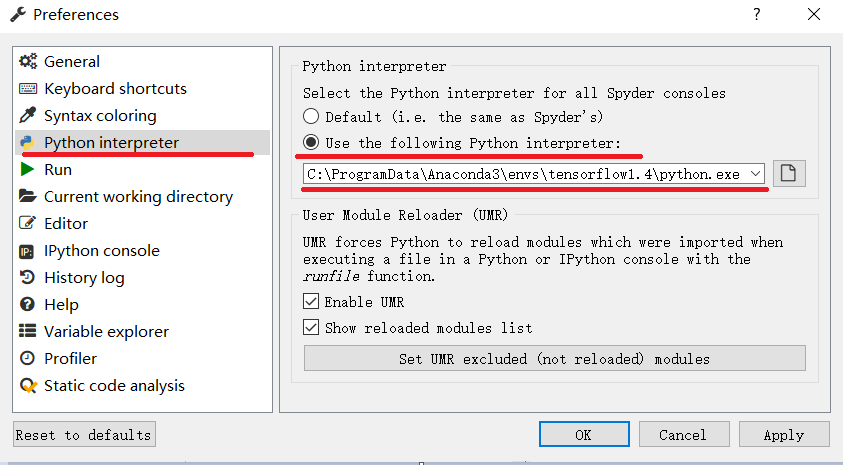 Preferences
?
General
Keyboard shortcuts
Syntax coloring
Python interpreter
Run
Current working directory
Editor
IP: IPython console
History log
Help
Variable explorer
Profiler
Static code analysis
Python interpreter
Select the Python interpreter for all Spyder consoles
Default (i.e. the same as Spyder's)
Use the following Python interpreter:
C:\ProgramData\Anaconda3\envs\tensorflow1.4\python.exe
User Module Reloader (UMR)
UMR forces Python to reload modules which were imported when
executing a file in a Python or IPython console with the
runfile function.
Enable UMR
Show reloaded modules list
Set UMR excluded (not reloaded) modules
Reset to defaults
OK
Cancel
Apply